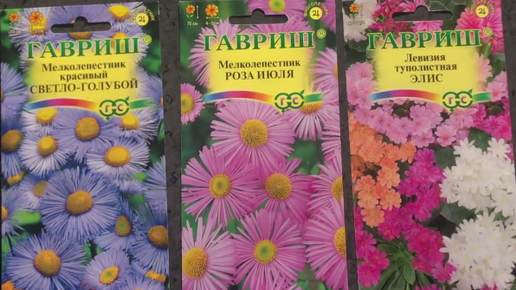 ГАВРИШ
Мелколепестник
красивый
СВЕТЛО-ГОЛУБОЙ
ГАВРИШ
Мелколепестник
РОЗА ИЮЛЯ
ГАВРИШ
Левизия
туполистная
ЭЛИС